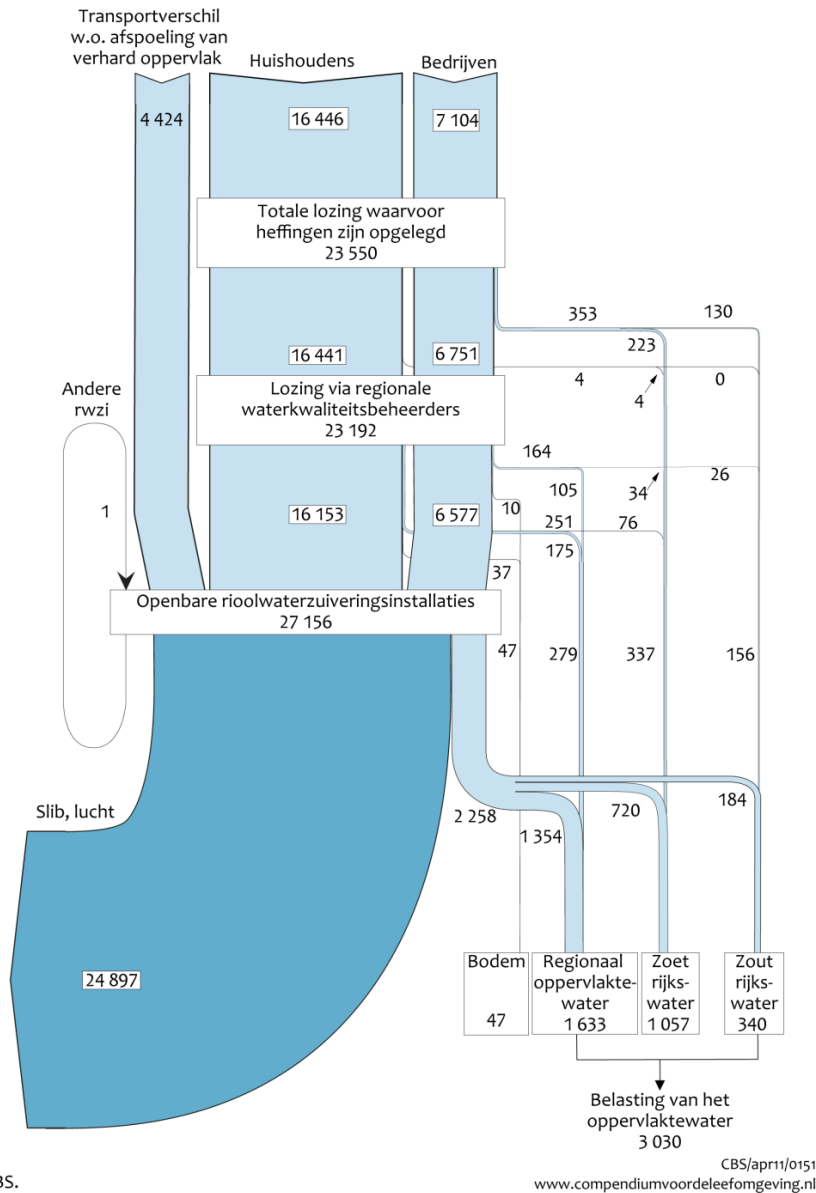 Transportverschil
w.o. afspoeling van
verhard oppervlak
Huishoudens
Bedrijven
4 424
16 446
7 104
Totale lozing waarvoor
heffingen zijn opgelegd
23 550
353
130
223
16 441
6 751
4
0
4
Andere
rwzi
Lozing via regionale
waterkwaliteitsbeheerders
23 192
164
26
105
34
1
16 153
6 577
10
251
76
175
37
Openbare rioolwaterzuiveringsinstallaties
27 156
47
279
337
156
Slib, lucht
2 258
1 354
720
184
24 897
Bodem
47
Regionaal
oppervlakte-
water
1 633
Zoet
rijks-
water
1 057
Zout
rijks-
water
340
Belasting van het
oppervlaktewater
3 030
CBS/apr11/0151
www.compendiumvoordeleefomgeving.nl